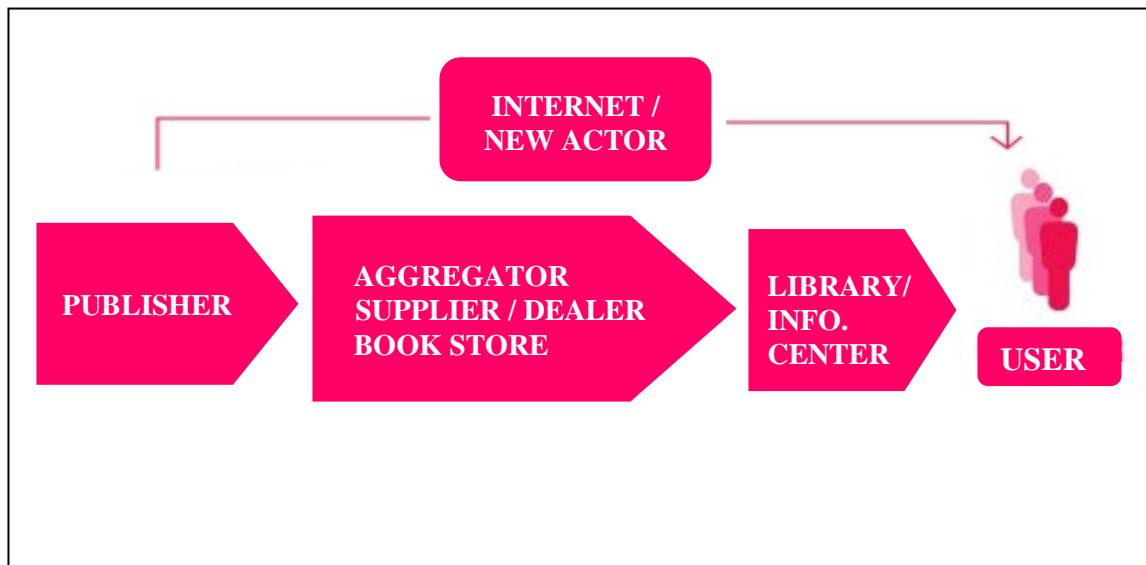 INTERNET /
NEW ACTOR
PUBLISHER
AGGREGATOR
SUPPLIER / DEALER
BOOK STORE
LIBRARY/
INFO.
CENTER
USER